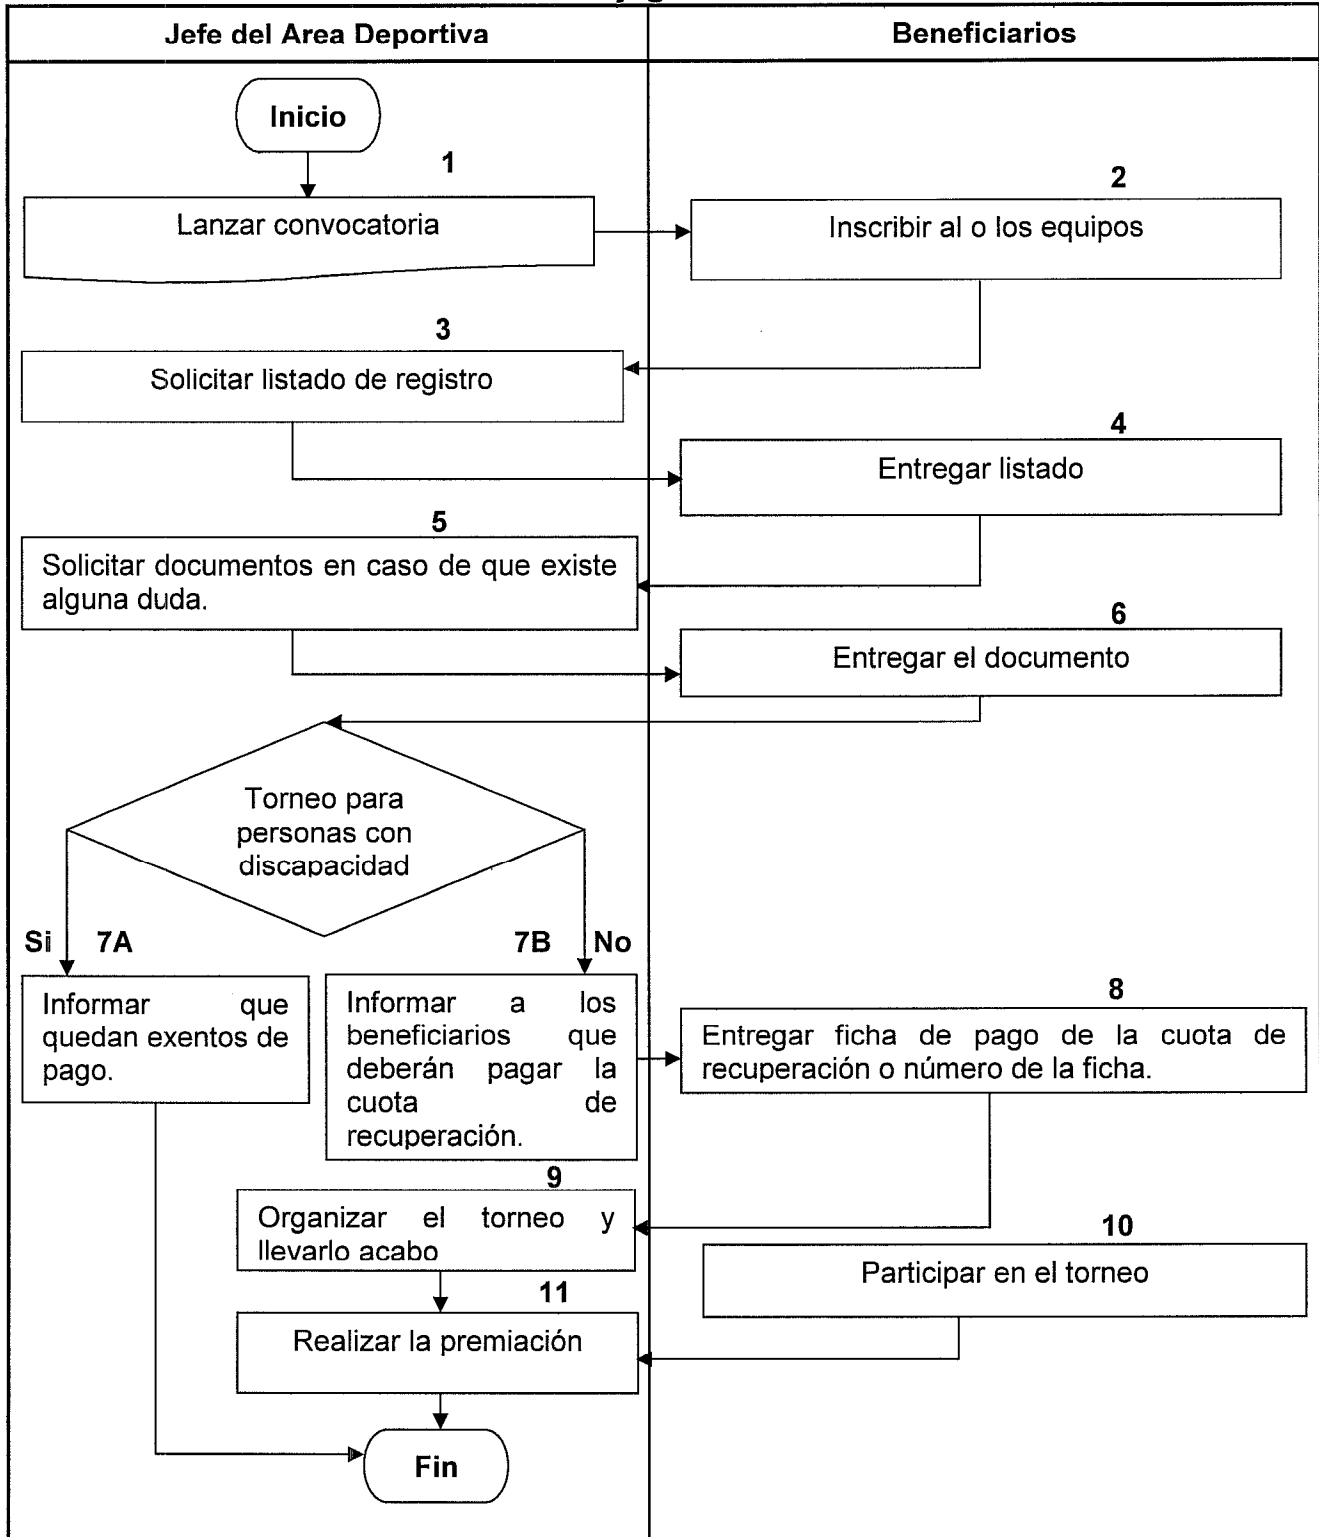 Jefe del Area Deportiva
Beneficiarios
Inicio
1
Lanzar convocatoria
2
Inscribir al o los equipos
3
Solicitar listado de registro
4
Entregar listado
5
Solicitar documentos en caso de que existe
alguna duda.
6
Entregar el documento
Torneo para
personas con
discapacidad
Si
7A
7B
No
Informar que
quedan exentos de
pago.
Informar a los
beneficiarios que
deberán pagar la
cuota de
recuperación.
8
Entregar ficha de pago de la cuota de
recuperación o número de la ficha.
9
Organizar el torneo y
llevarlo acabo
10
Participar en el torneo
11
Realizar la premiación
Fin